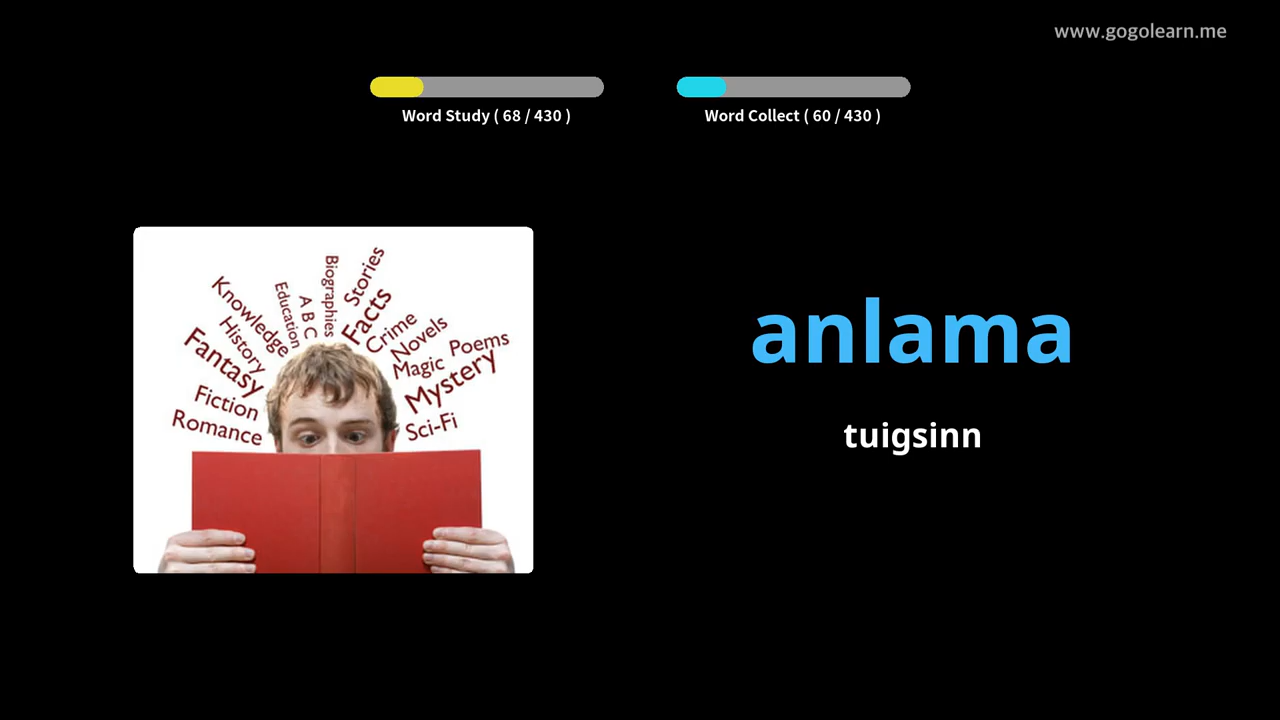 www.gogolearn.me
Word Study ( 68 / 430 )
Word Collect ( 60 / 430 )
Biographies
Stories
Education
A B C
Facts
Knowledge
Crime
History
Novels
Poems
Fantasy
Magic
Mystery
Fiction
Romance
Sci-Fi
anlama
tuigsinn